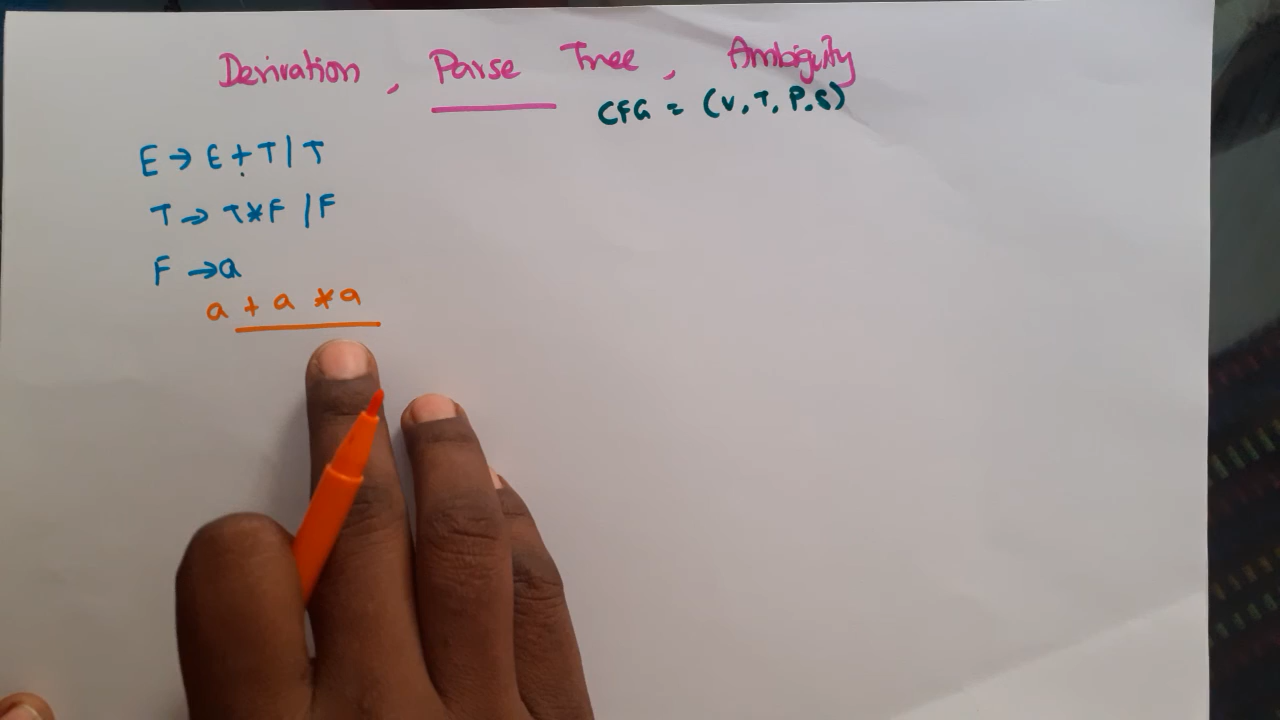 Derivation, Parse Tree, Ambiguity
CFG = (V, T, P, S)
E → E + T | T
T → T * F | F
F → a
a + a * a